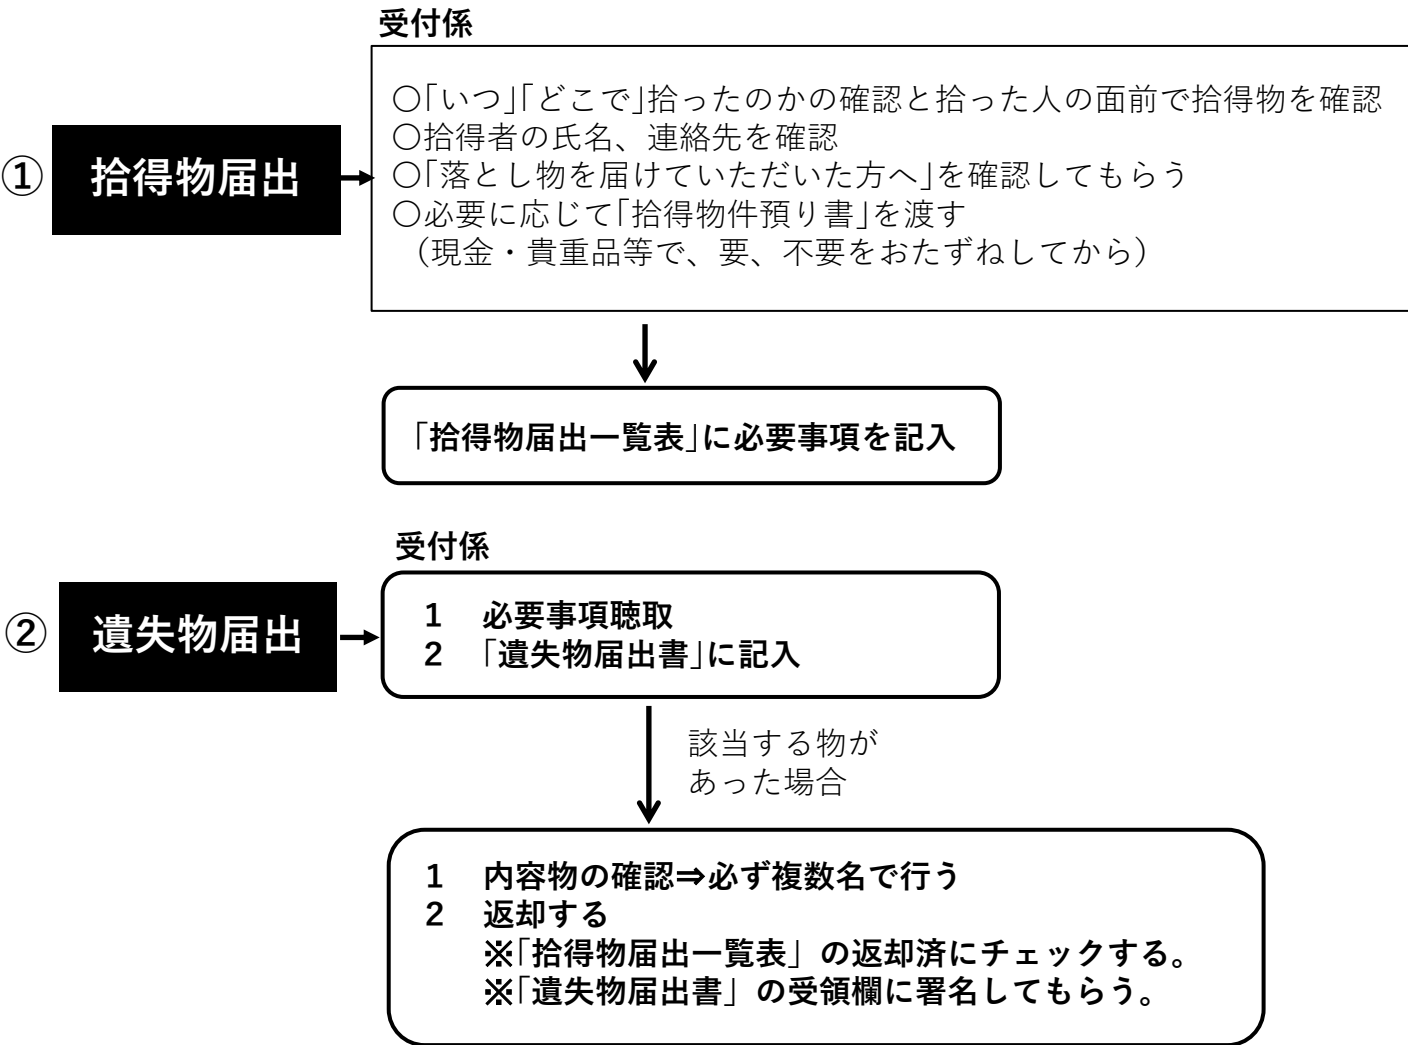 受付係
① 拾得物届出
○｢いつ｣｢どこで｣拾ったのかの確認と拾った人の面前で拾得物を確認
○拾得者の氏名、連絡先を確認
○｢落とし物を届けていただいた方へ｣を確認してもらう
○必要に応じて｢拾得物件預り書｣を渡す
（現金・貴重品等で、要、不要をおたずねしてから）
｢拾得物届出一覧表｣に必要事項を記入
受付係
② 遺失物届出
1 必要事項聴取
2 ｢遺失物届出書｣に記入
該当する物が
あった場合
1 内容物の確認⇒必ず複数名で行う
2 返却する
※｢拾得物届出一覧表」の返却済にチェックする。
※｢遺失物届出書」の受領欄に署名してもらう。